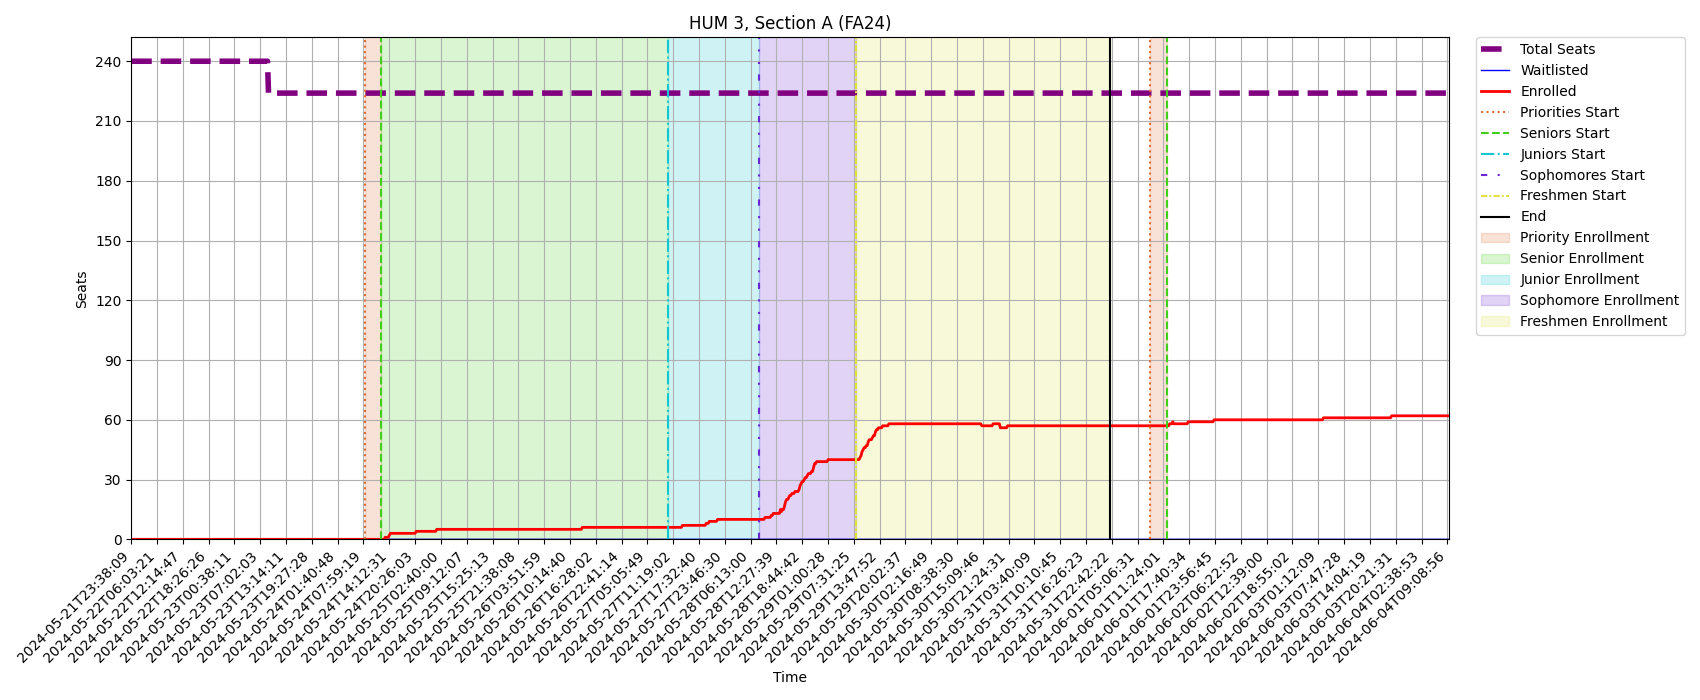 HUM 3, Section A (FA24)
Total Seats
Waitlisted
Enrolled
Priorities Start
Seniors Start
Juniors Start
Sophomores Start
Freshmen Start
End
Priority Enrollment
Senior Enrollment
Junior Enrollment
Sophomore Enrollment
Freshmen Enrollment
Seats
240
210
180
150
120
90
60
30
0
2024-05-21T23:38:09
2024-05-22T06:03:21
2024-05-22T12:14:47
2024-05-22T18:26:26
2024-05-23T00:38:11
2024-05-23T07:02:03
2024-05-23T13:14:11
2024-05-23T19:27:28
2024-05-24T01:40:48
2024-05-24T07:59:19
2024-05-24T14:12:31
2024-05-24T20:26:03
2024-05-25T02:40:00
2024-05-25T09:12:07
2024-05-25T15:25:13
2024-05-25T21:38:08
2024-05-26T03:51:59
2024-05-26T10:14:40
2024-05-26T16:28:02
2024-05-26T22:41:14
2024-05-27T05:05:49
2024-05-27T11:19:02
2024-05-27T17:32:40
2024-05-27T23:46:30
2024-05-28T06:13:00
2024-05-28T12:27:39
2024-05-28T18:44:42
2024-05-29T01:00:28
2024-05-29T07:31:25
2024-05-29T13:47:52
2024-05-29T20:02:37
2024-05-30T02:16:49
2024-05-30T08:38:30
2024-05-30T15:09:46
2024-05-30T21:24:31
2024-05-31T03:40:09
2024-05-31T10:10:45
2024-05-31T16:26:23
2024-05-31T22:42:22
2024-06-01T05:06:31
2024-06-01T11:24:01
2024-06-01T17:40:34
2024-06-01T23:56:45
2024-06-02T06:22:52
2024-06-02T12:39:00
2024-06-02T18:55:02
2024-06-03T01:12:09
2024-06-03T07:47:28
2024-06-03T14:04:19
2024-06-03T20:21:31
2024-06-04T02:38:53
2024-06-04T09:08:56
Time